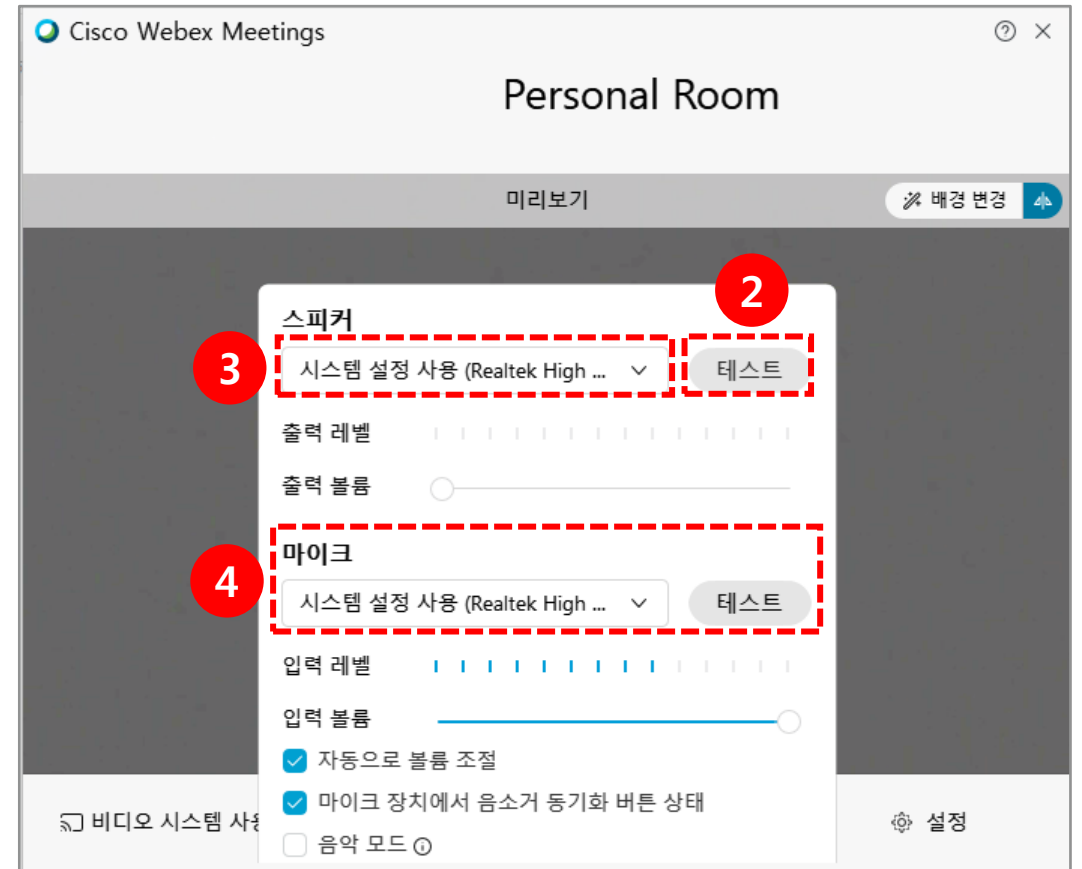 Cisco Webex Meetings
Personal Room
미리보기
배경 변경
2
스피커
3
시스템 설정 사용 (Realtek High ...
테스트
출력 레벨
출력 볼륨
마이크
4
시스템 설정 사용 (Realtek High ...
테스트
입력 레벨
입력 볼륨
자동으로 볼륨 조절
마이크 장치에서 음소거 동기화 버튼 상태
비디오 시스템 사용
설정
음악 모드